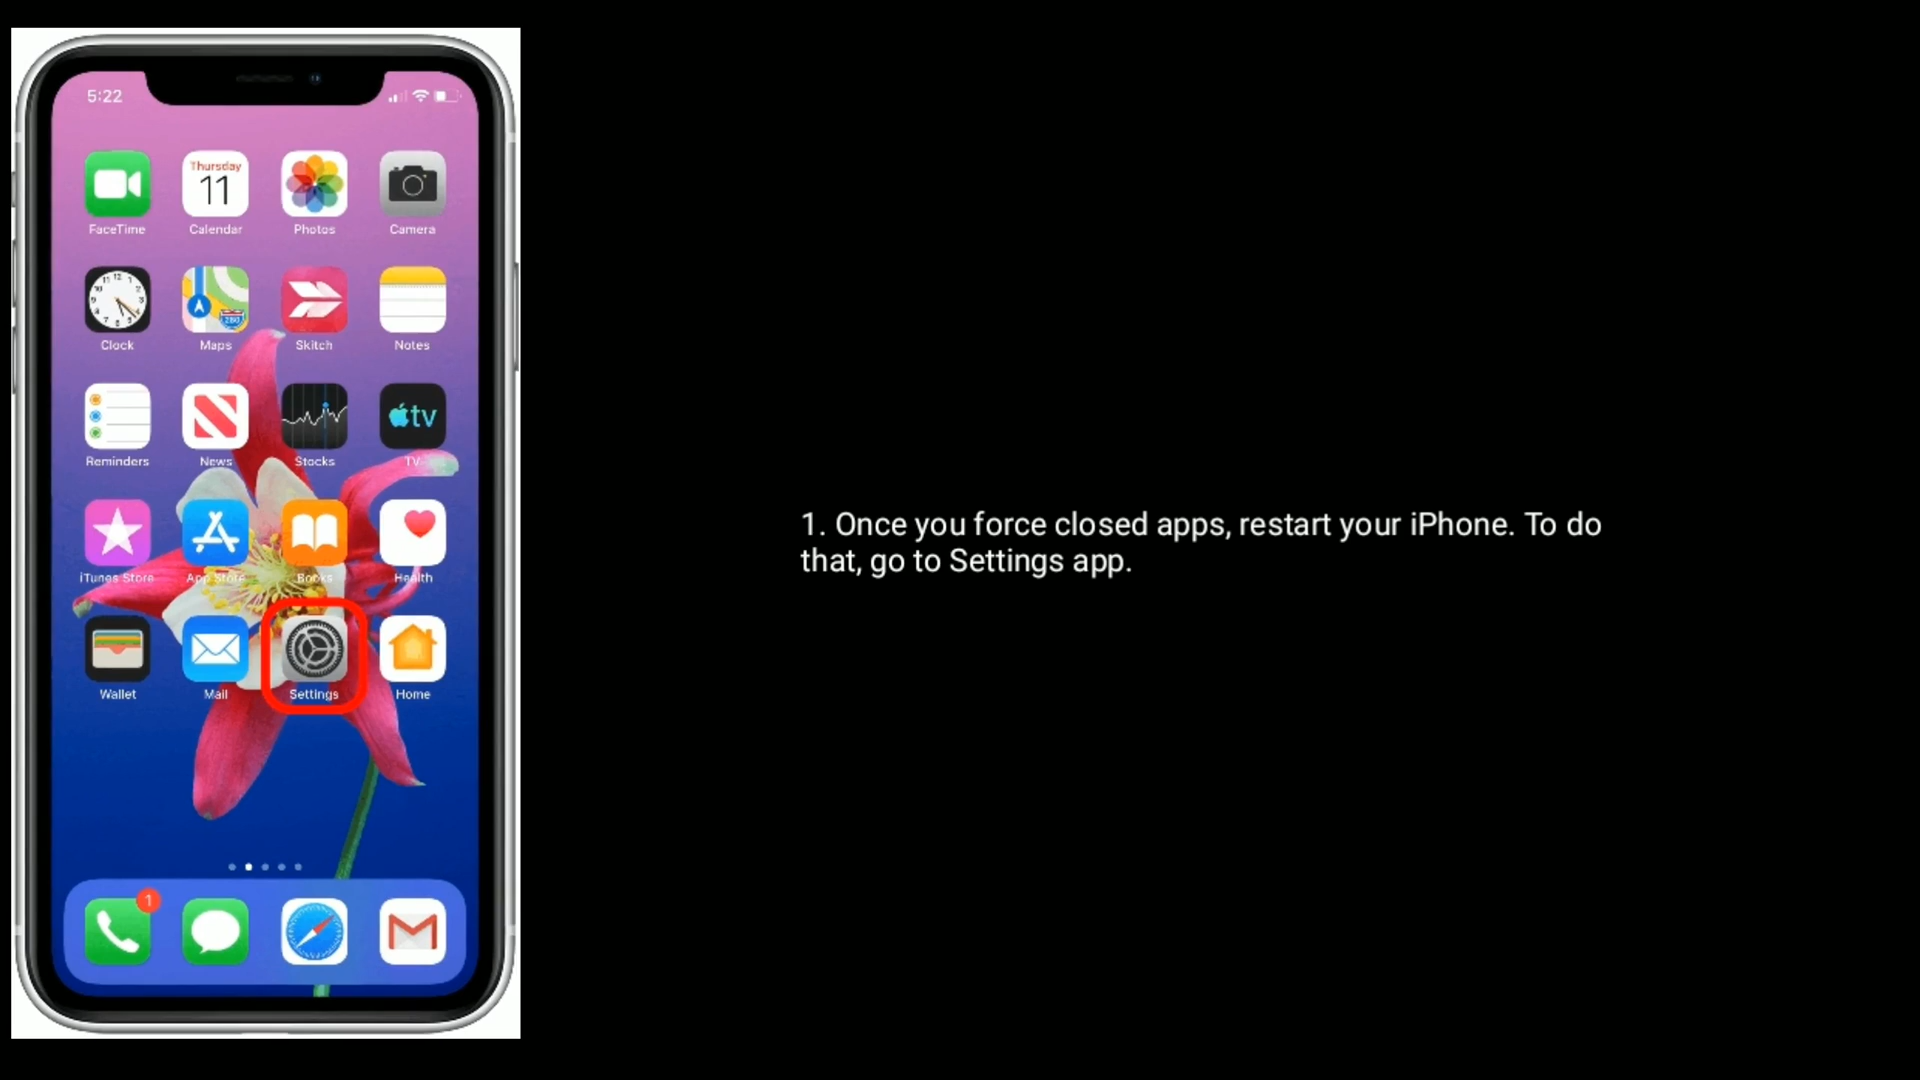 5:22
Thursday
11
FaceTime Calendar Photos Camera
280
Clock Maps Skitch Notes
tv
Reminders News Stocks TV
iTunes Store App Store Books Health
Wallet Mail Settings Home
1
1. Once you force closed apps, restart your iPhone. To do
that, go to Settings app.